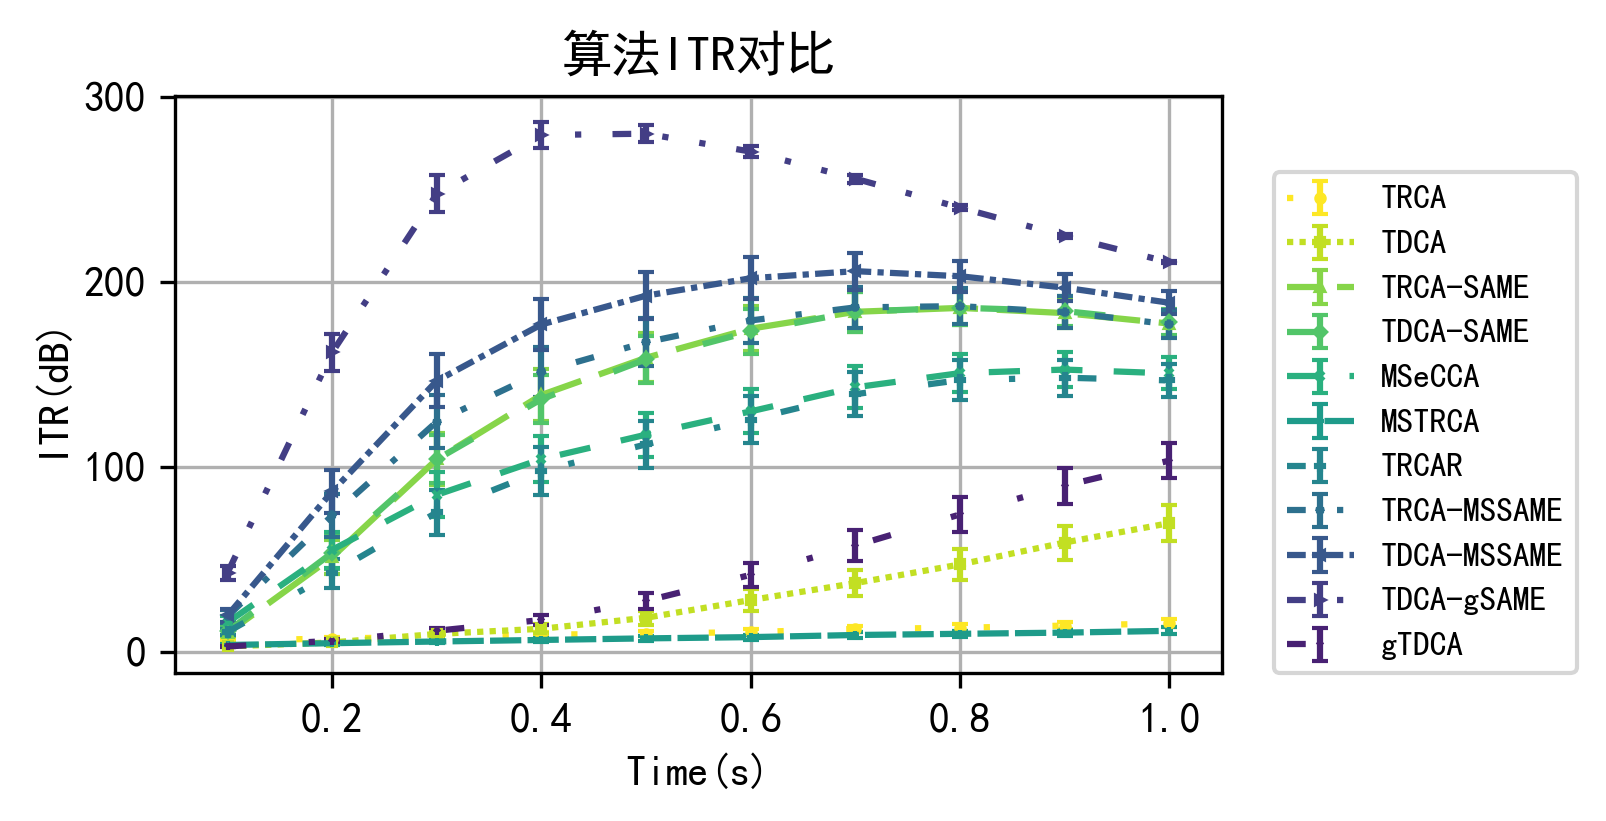 算法ITR对比
ITR(dB)
300
200
100
0
0.2 0.4 0.6 0.8 1.0
Time(s)
TRCA
TDCA
TRCA-SAME
TDCA-SAME
MSeCCA
MSTRCA
TRCAR
TRCA-MSSAME
TDCA-MSSAME
TDCA-gSAME
gTDCA